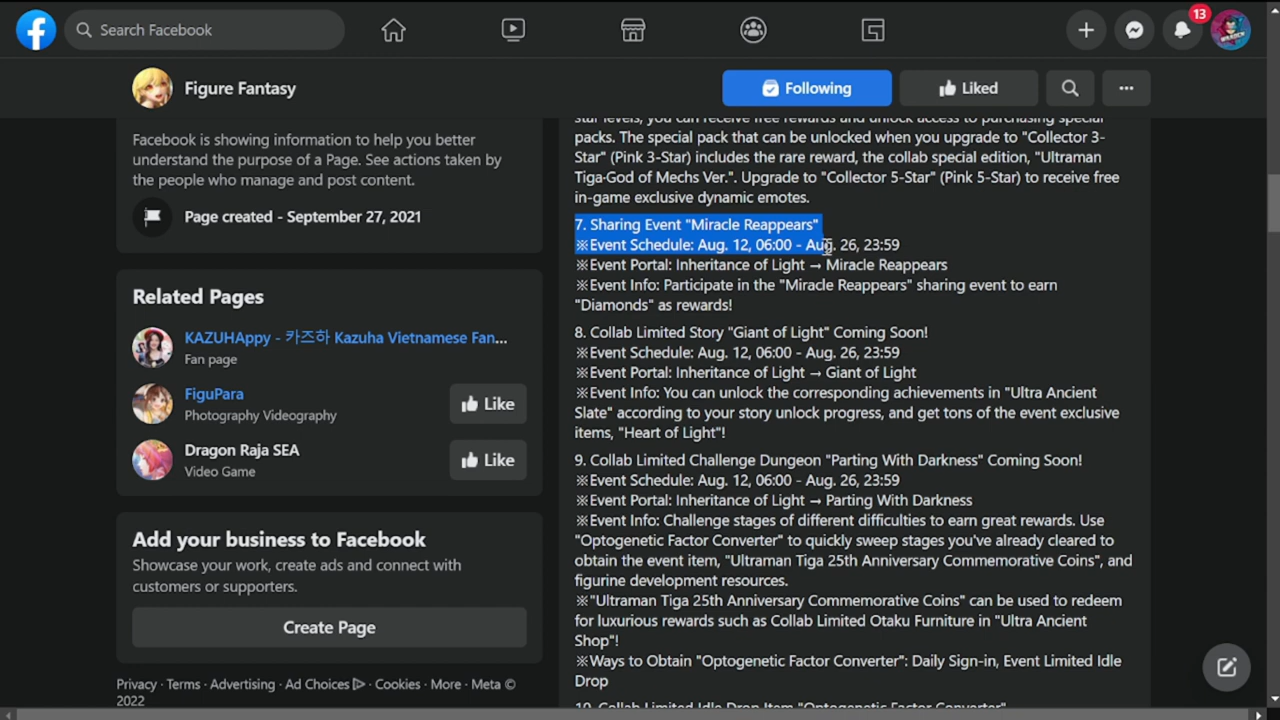 Search Facebook
13
Figure Fantasy
Following
Liked
Facebook is showing information to help you better
understand the purpose of a Page. See actions taken by
the people who manage and post content.
Page created - September 27, 2021
Related Pages
KAZUHAppy - 카즈하 Kazuha Vietnamese Fan...
Fan page
FiguPara
Photography Videography
Like
Dragon Raja SEA
Video Game
Like
Add your business to Facebook
Showcase your work, create ads and connect with
customers or supporters.
Create Page
Privacy · Terms · Advertising · Ad Choices · Cookies · More · Meta ©
2022
star levels, you can receive free rewards and unlock access to purchasing special
packs. The special pack that can be unlocked when you upgrade to "Collector 3-
Star" (Pink 3-Star) includes the rare reward, the collab special edition, "Ultraman
Tiga·God of Mechs Ver.". Upgrade to "Collector 5-Star" (Pink 5-Star) to receive free
in-game exclusive dynamic emotes.
7. Sharing Event "Miracle Reappears"
※Event Schedule: Aug. 12, 06:00 - Aug. 26, 23:59
※Event Portal: Inheritance of Light → Miracle Reappears
※Event Info: Participate in the "Miracle Reappears" sharing event to earn
"Diamonds" as rewards!
8. Collab Limited Story "Giant of Light" Coming Soon!
※Event Schedule: Aug. 12, 06:00 - Aug. 26, 23:59
※Event Portal: Inheritance of Light → Giant of Light
※Event Info: You can unlock the corresponding achievements in "Ultra Ancient
Slate" according to your story unlock progress, and get tons of the event exclusive
items, "Heart of Light"!
9. Collab Limited Challenge Dungeon "Parting With Darkness" Coming Soon!
※Event Schedule: Aug. 12, 06:00 - Aug. 26, 23:59
※Event Portal: Inheritance of Light → Parting With Darkness
※Event Info: Challenge stages of different difficulties to earn great rewards. Use
"Optogenetic Factor Converter" to quickly sweep stages you've already cleared to
obtain the event item, "Ultraman Tiga 25th Anniversary Commemorative Coins", and
figurine development resources.
※"Ultraman Tiga 25th Anniversary Commemorative Coins" can be used to redeem
for luxurious rewards such as Collab Limited Otaku Furniture in "Ultra Ancient
Shop"!
※Ways to Obtain "Optogenetic Factor Converter": Daily Sign-in, Event Limited Idle
Drop
10. Collab Limited Idle Drop Item "Optogenetic Factor Converter"